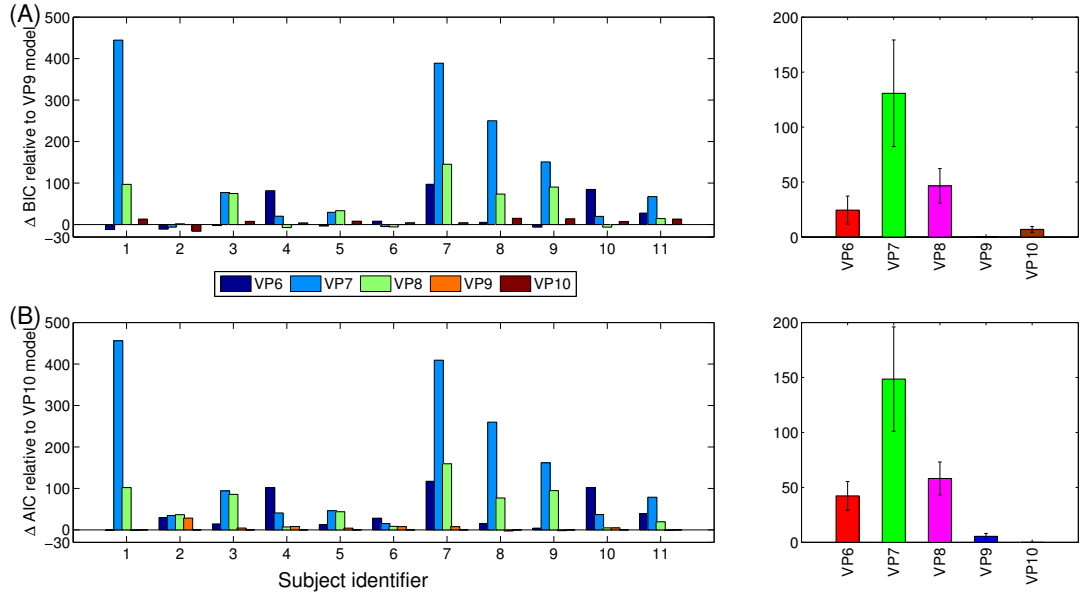 (A)
Δ BIC relative to VP9 model
500
400
300
200
100
0
−30
1 2 3 4 5 6 7 8 9 10 11
200
150
100
50
0
VP6 VP7 VP8 VP9 VP10
VP6 VP7 VP8 VP9 VP10
(B)
Δ AIC relative to VP10 model
500
400
300
200
100
0
−30
1 2 3 4 5 6 7 8 9 10 11
Subject identifier
200
150
100
50
0
VP6 VP7 VP8 VP9 VP10